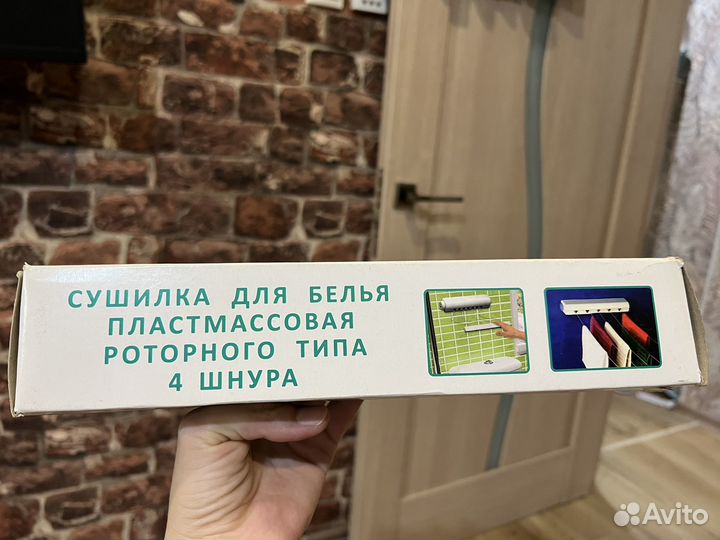 СУШИЛКА ДЛЯ БЕЛЬЯ
ПЛАСТМАССОВАЯ
РОТОРНОГО ТИПА
4 ШНУРА
Avito